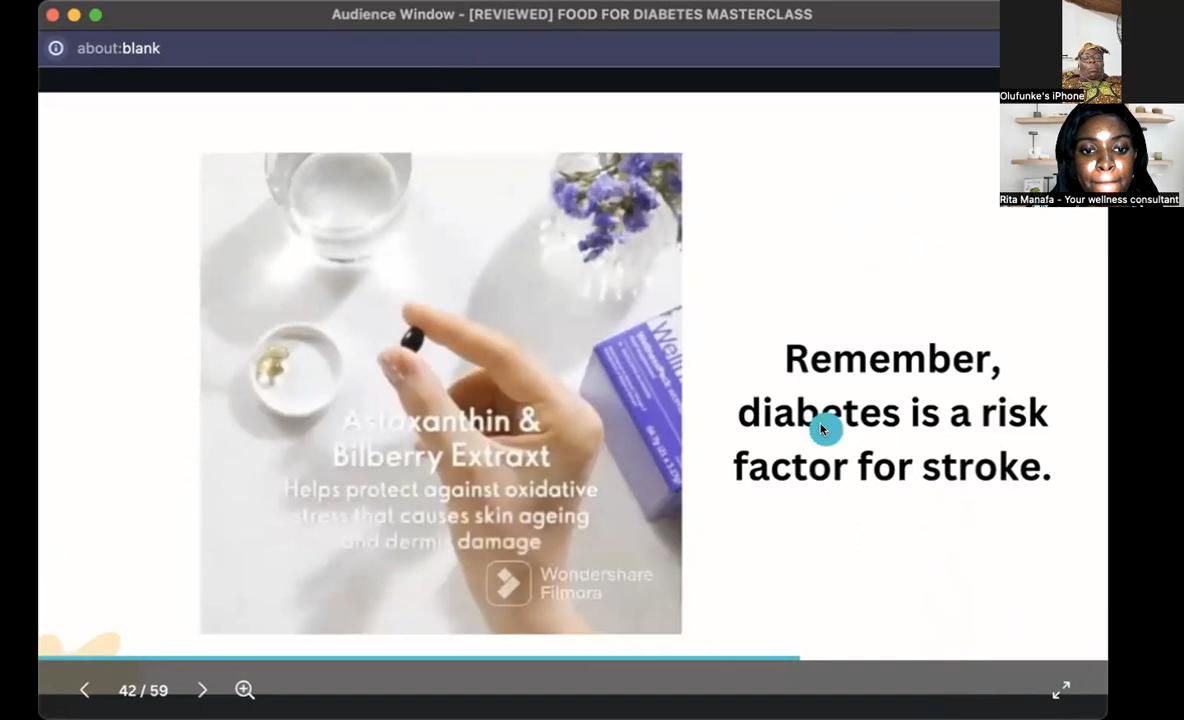 Audience Window - [REVIEWED] FOOD FOR DIABETES MASTERCLASS
about:blank
Olufunke's iPhone
Rita Manafa - Your wellness consultant
Astaxanthin &
Bilberry Extraxt
Helps protect against oxidative
stress that causes skin ageing
and dermis damage
Wondershare
Filmora
Remember,
diabetes is a risk
factor for stroke.
42 / 59